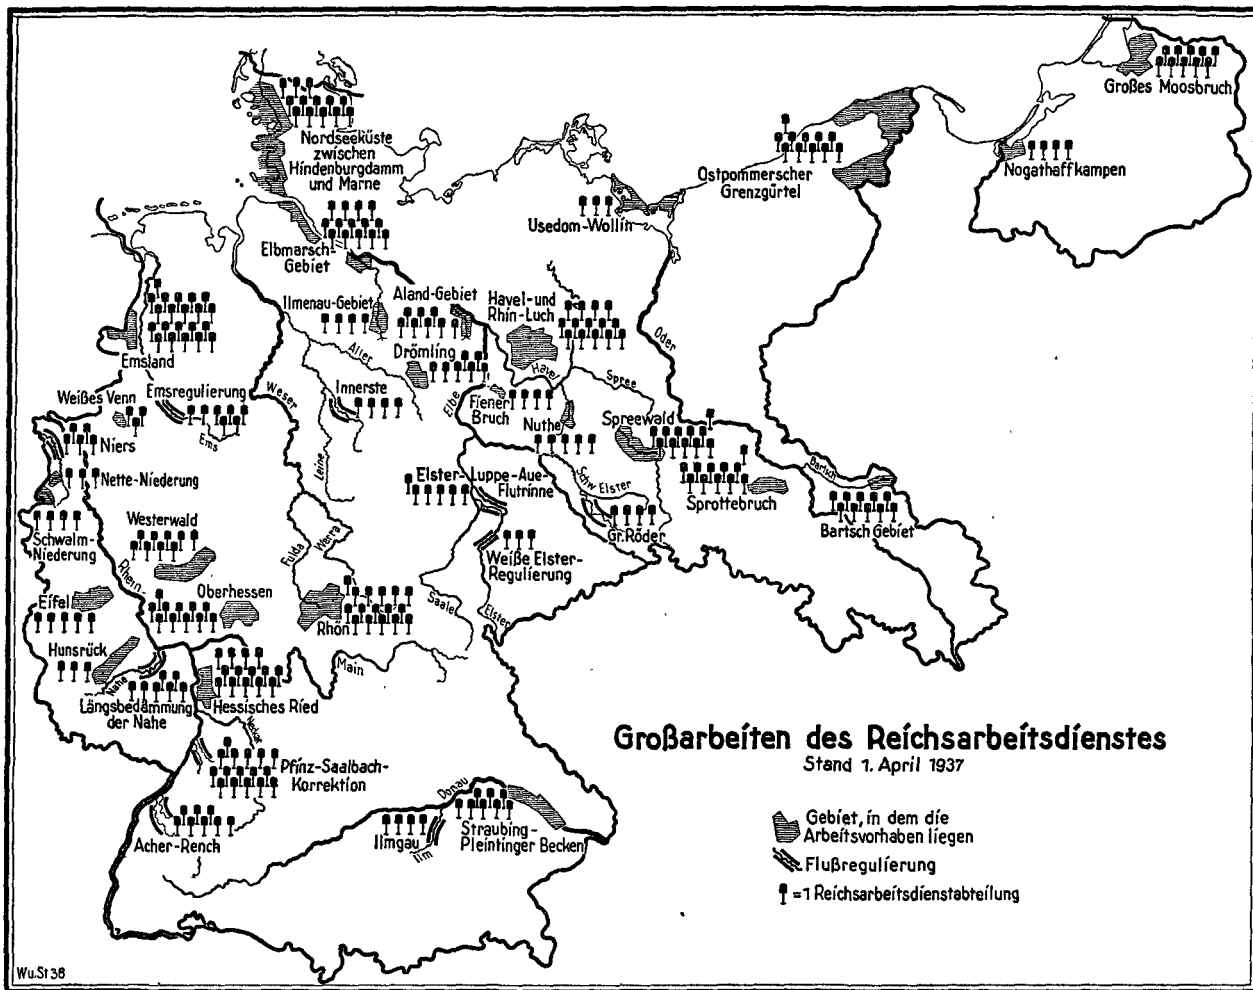 Großes Moosbruch
Nordseeküste
zwischen
Hindenburgdamm
und Marne
Ostpommerscher
Grenzgürtel
Nogathaffkampen
Usedom-Wollin
Elbmarsch-
Gebiet
Ilmenau-Gebiet
Aland-Gebiet
Havel- und
Rhin-Luch
Emsland
Aller
Drömling
Oder
Havel
Spree
Weißes Venn
Emsregulierung
Weser
Innerste
Elbe
Fiener
Bruch
Nuthe
Spreewald
Niers
Ems
Leine
Nette-Niederung
Elster-Luppe-Aue-
Flutrinne
Schw. Elster
Sprottebruch
Bartsch
Bartsch Gebiet
Schwalm-
Niederung
Westerwald
Gr. Röder
Weiße Elster-
Regulierung
Fulda
Werra
Rhein
Eifel
Oberhessen
Rhön
Saale
Elster
Hunsrück
Main
Nahe
Längsbedämmung
der Nahe
Hessisches Ried
Neckar
Pfinz-Saalbach-
Korrektion
Acher-Rench
Donau
Ilmgau
Ilm
Straubing-
Pleintinger Becken
Großarbeiten des Reichsarbeitsdienstes
Stand 1. April 1937
Gebiet, in dem die
Arbeitsvorhaben liegen
Flußregulierung
=1 Reichsarbeitsdienstabteilung
Wu.St 38